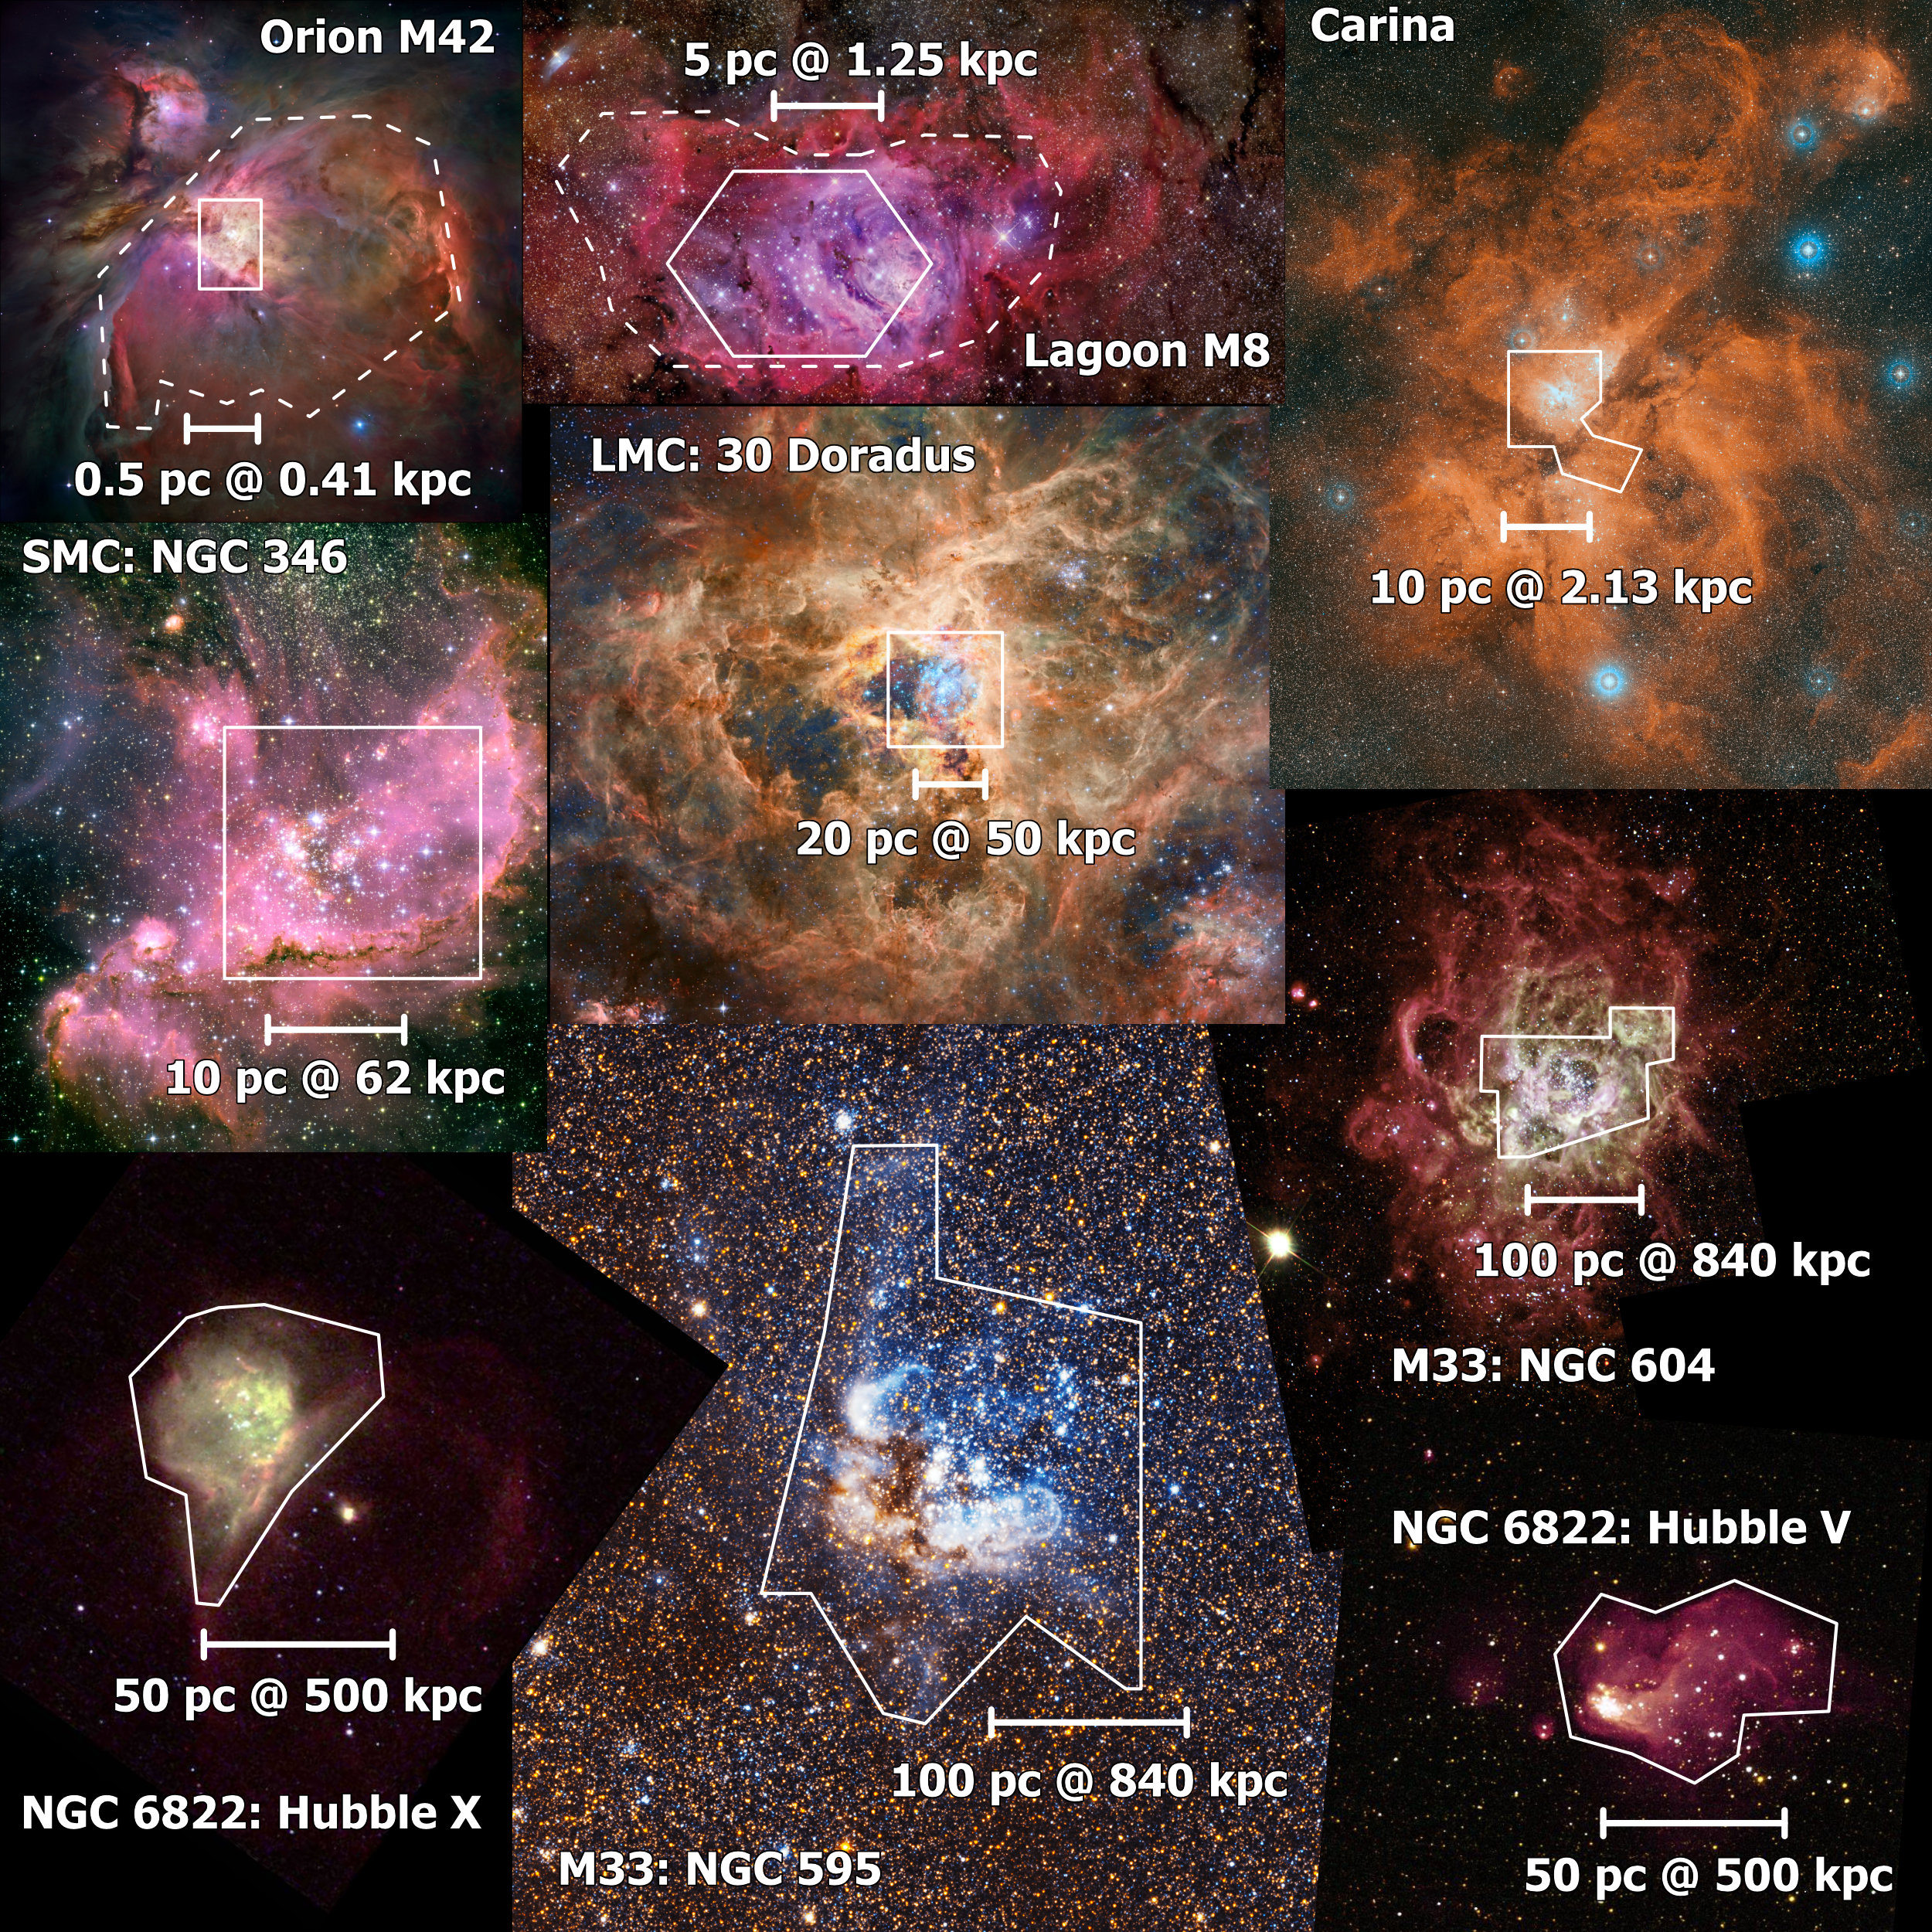 Orion M42
0.5 pc @ 0.41 kpc
5 pc @ 1.25 kpc
Lagoon M8
Carina
10 pc @ 2.13 kpc
SMC: NGC 346
10 pc @ 62 kpc
LMC: 30 Doradus
20 pc @ 50 kpc
100 pc @ 840 kpc
M33: NGC 604
50 pc @ 500 kpc
NGC 6822: Hubble X
100 pc @ 840 kpc
M33: NGC 595
NGC 6822: Hubble V
50 pc @ 500 kpc